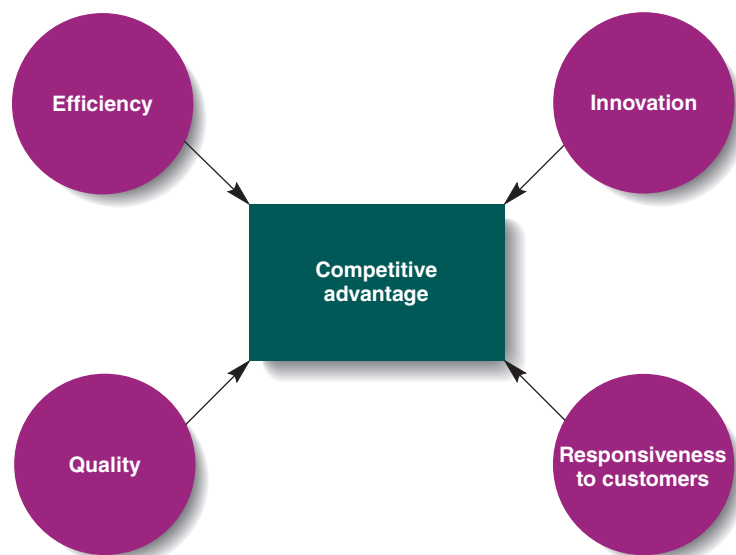 Efficiency
Innovation
Competitive
advantage
Quality
Responsiveness
to customers